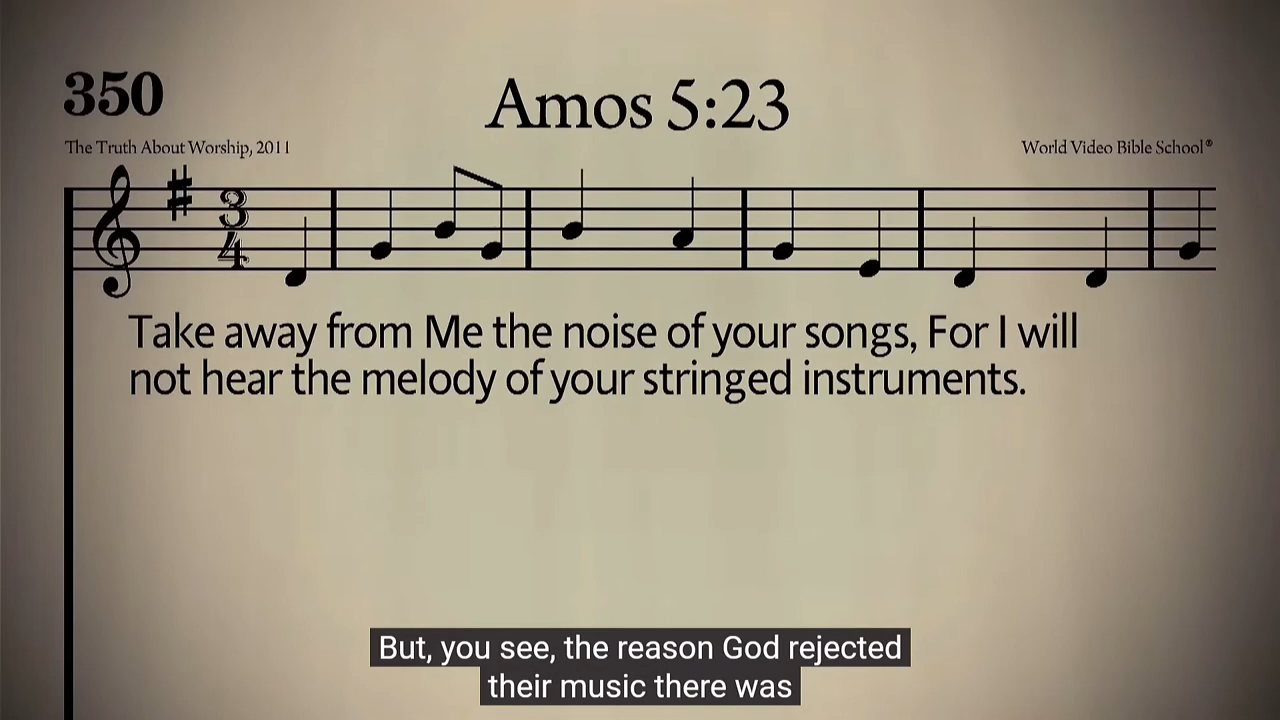 350
Amos 5:23
The Truth About Worship, 2011
World Video Bible School®
3
4
Take away from Me the noise of your songs, For I will
not hear the melody of your stringed instruments.
But, you see, the reason God rejected
their music there was